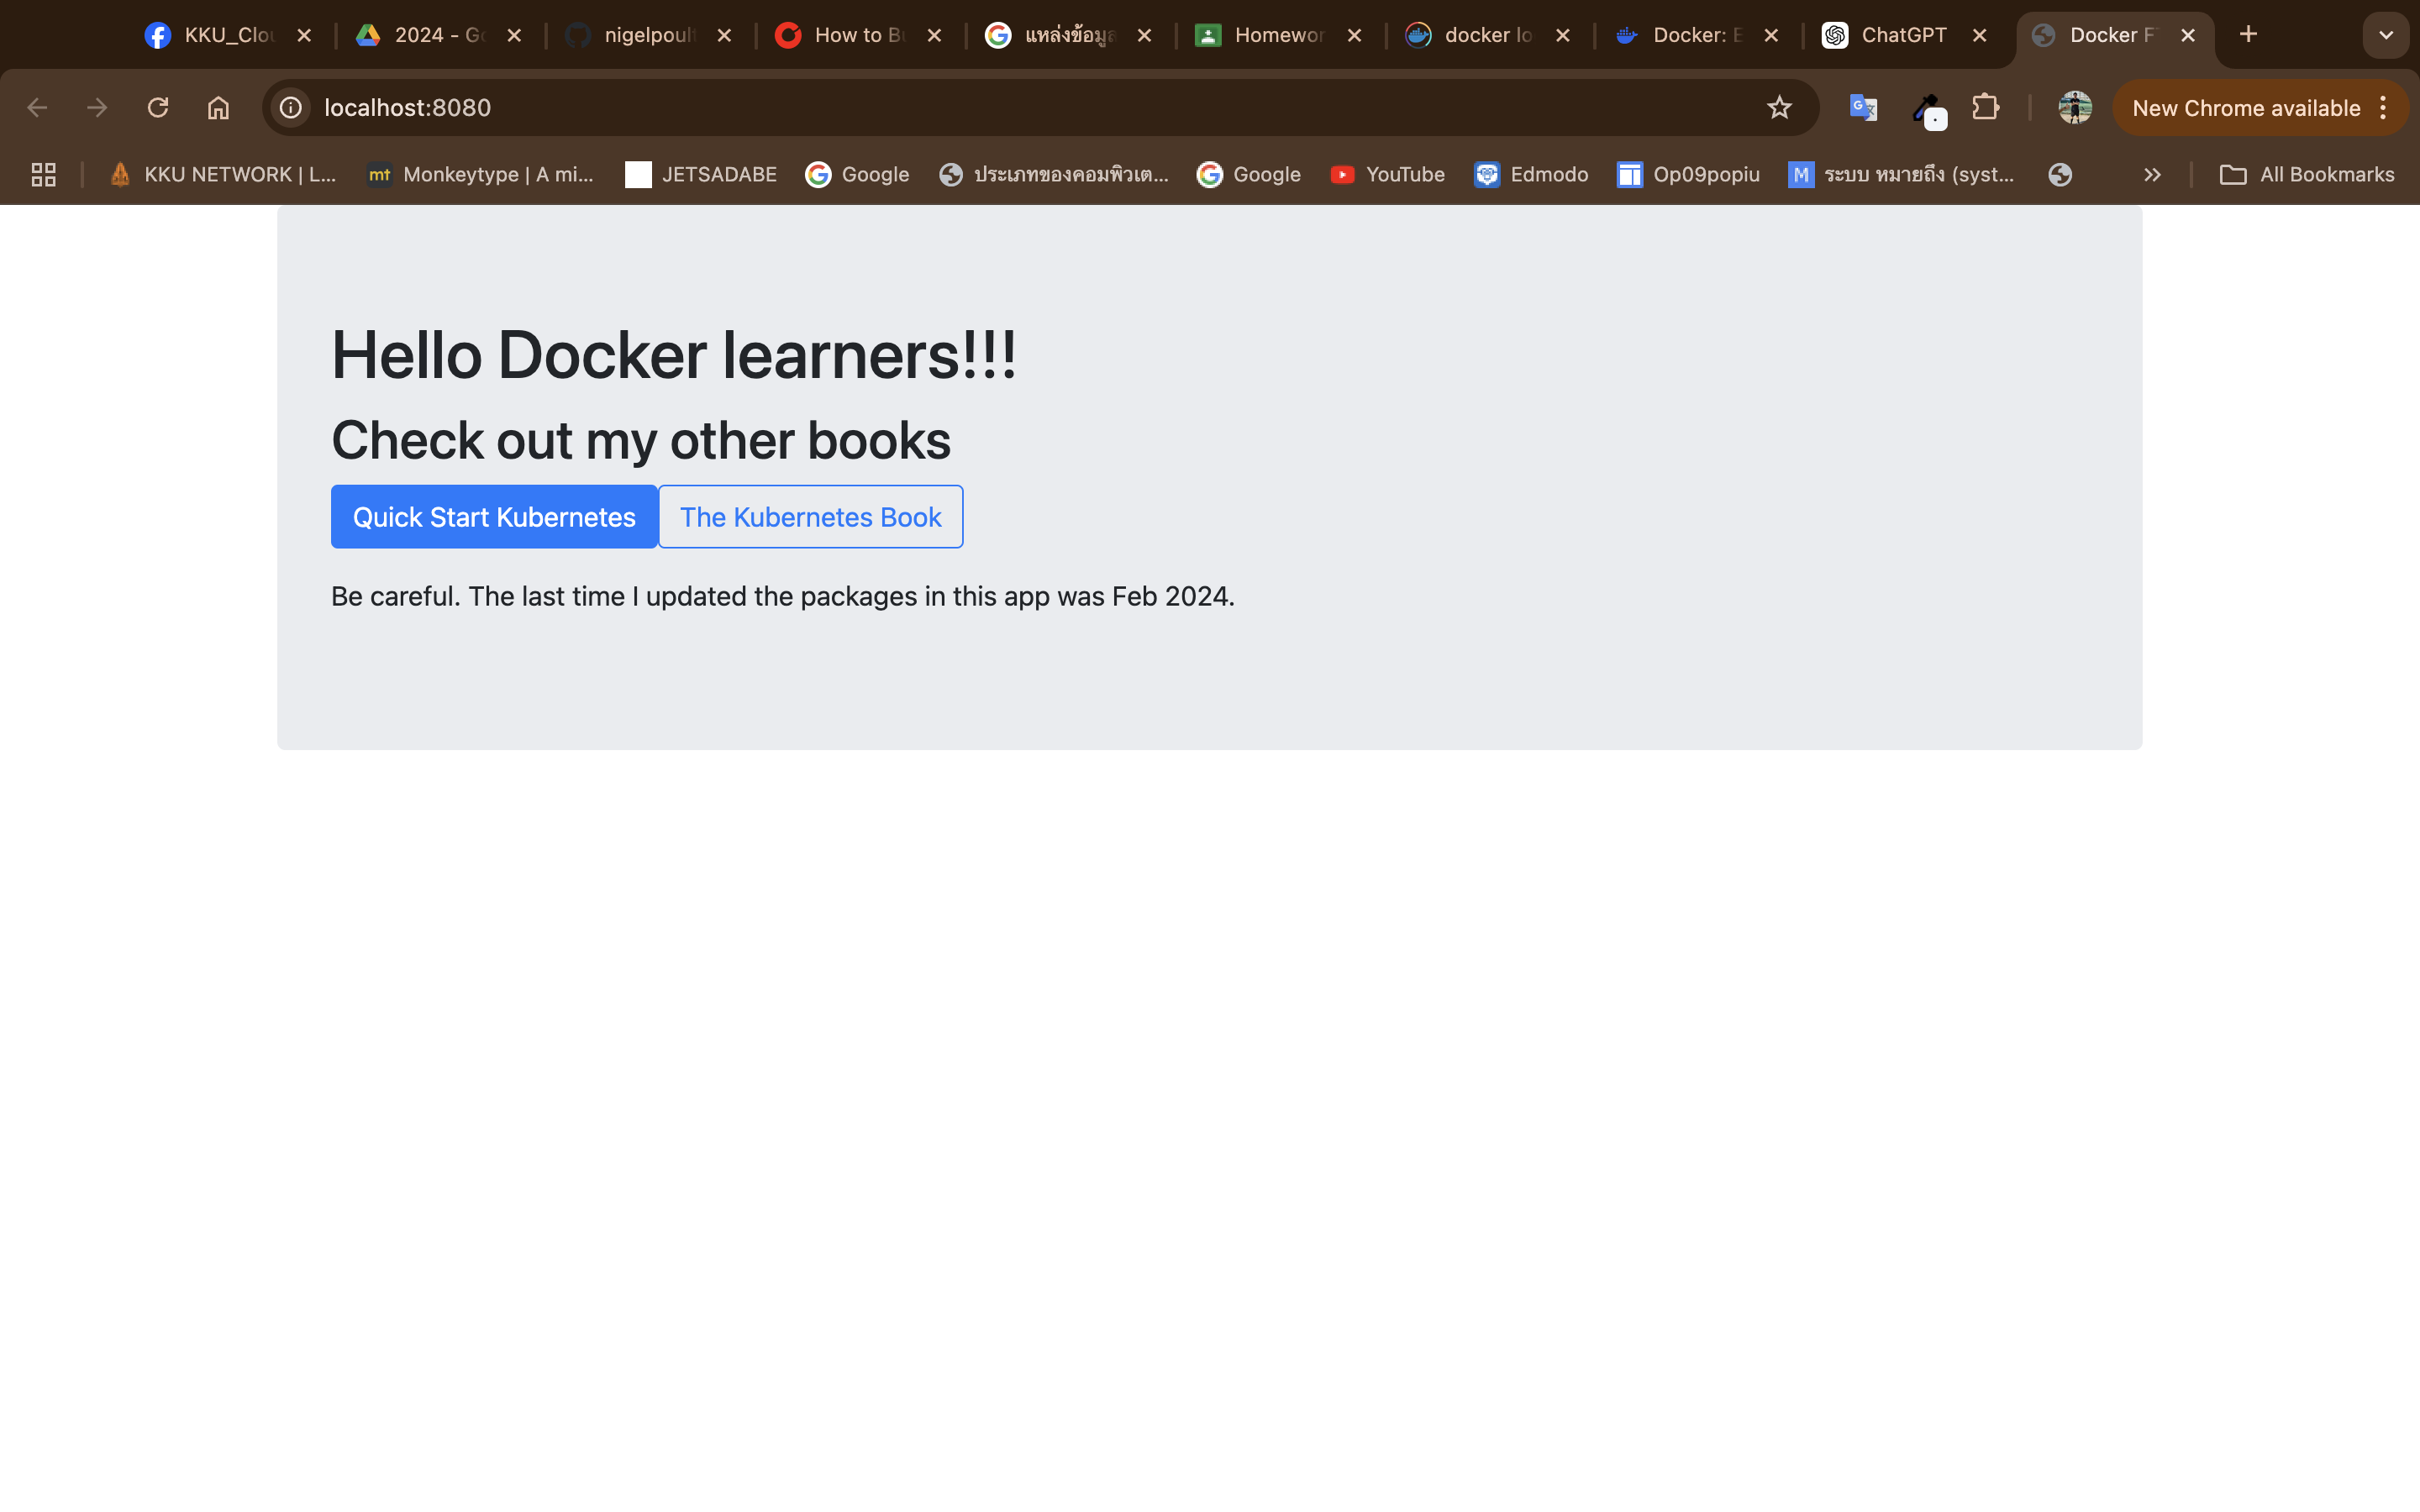 KKU_Clou
2024 - Go
nigelpoult
How to Bu
แหล่งข้อมูล
Homewor
docker lo
Docker: E
ChatGPT
Docker F
localhost:8080
New Chrome available
KKU NETWORK | L...
mt
Monkeytype | A mi...
JETSADABE
Google
ประเภทของคอมพิวเต...
Google
YouTube
Edmodo
Op09popiu
M
ระบบ หมายถึง (syst...
All Bookmarks
Hello Docker learners!!!
Check out my other books
Quick Start Kubernetes
The Kubernetes Book
Be careful. The last time I updated the packages in this app was Feb 2024.